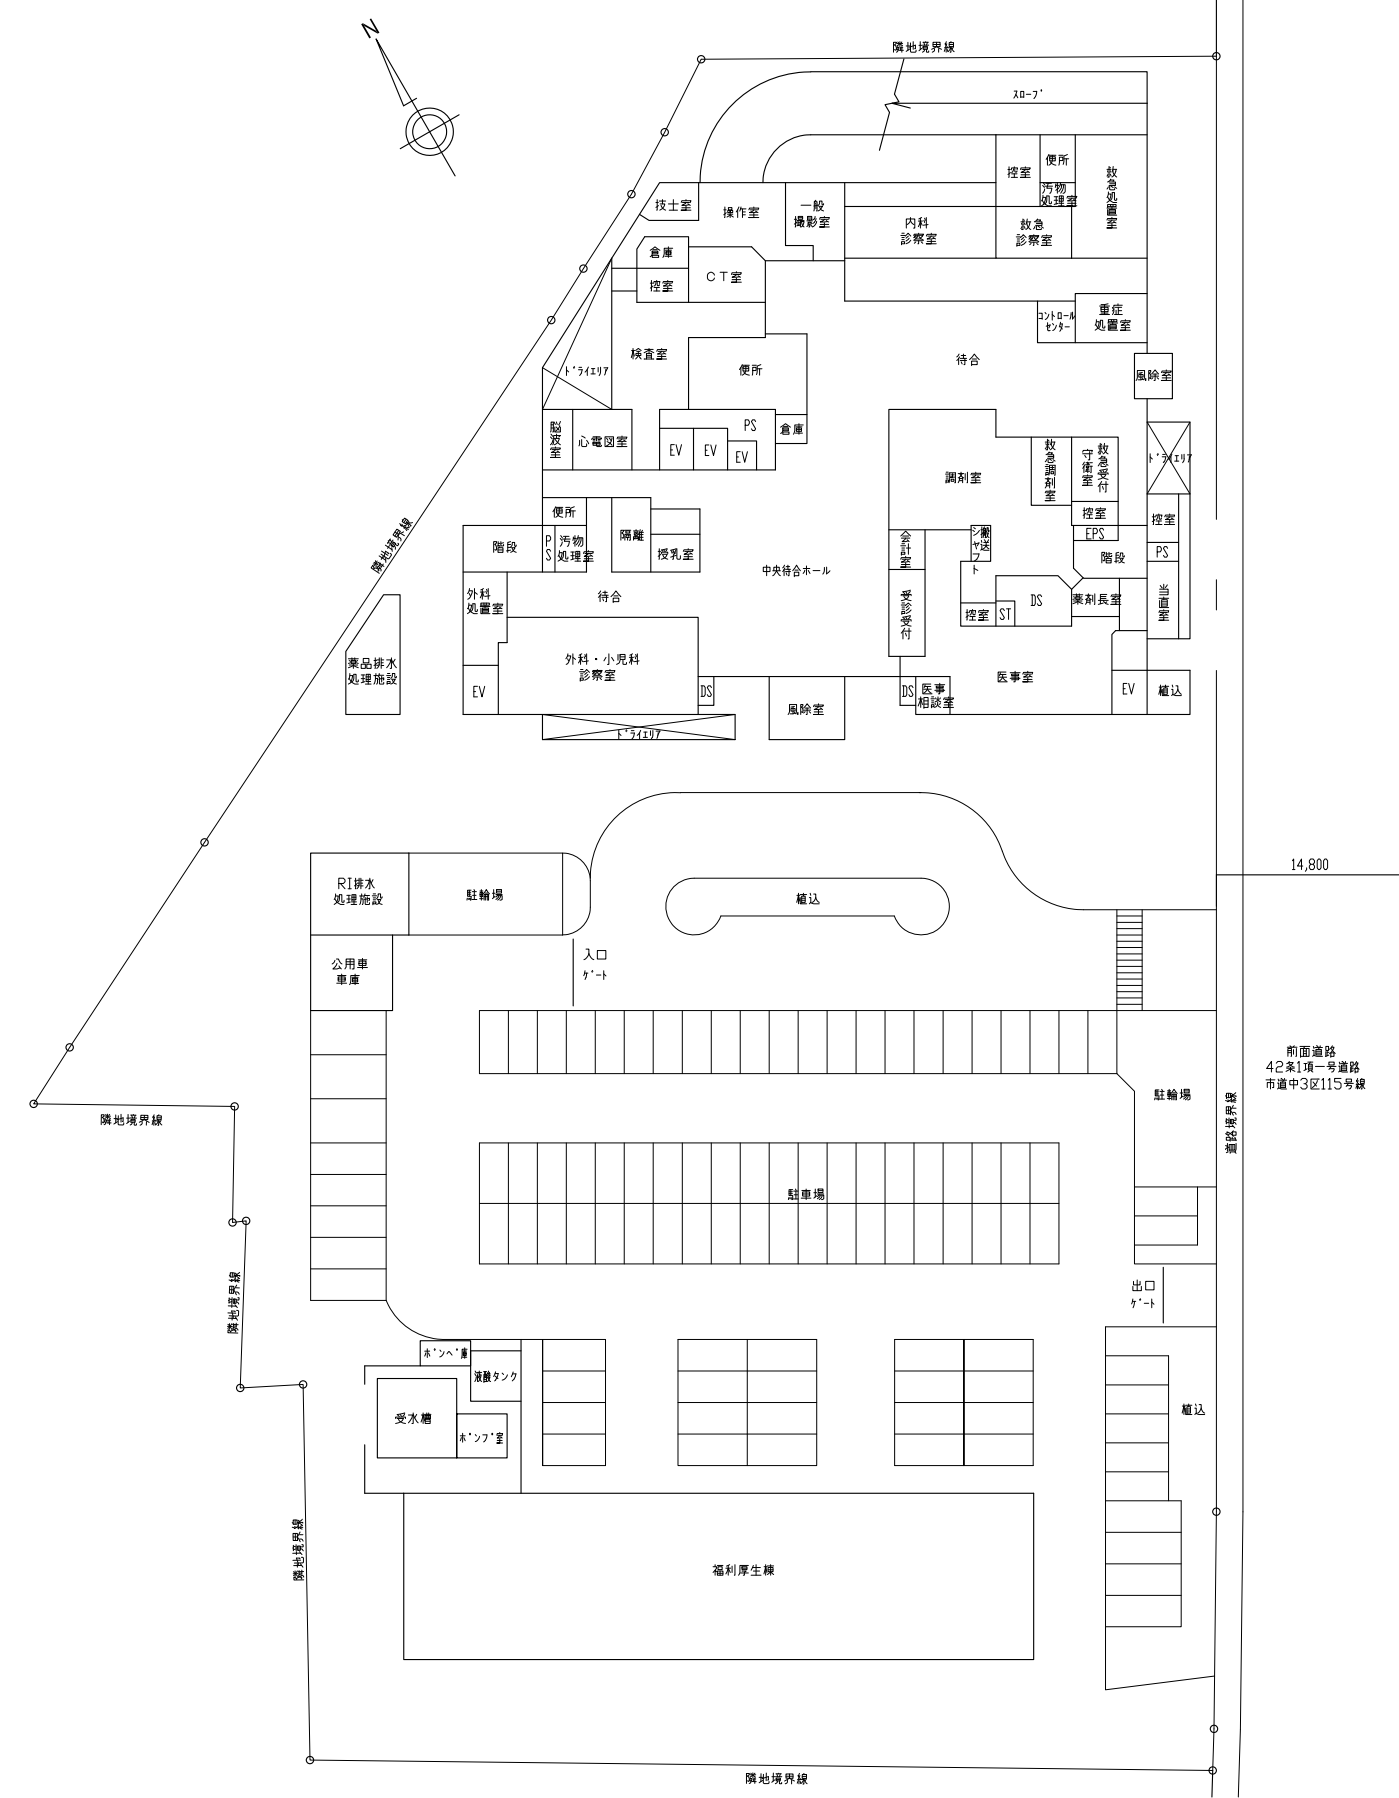 N
隣地境界線
スロープ
控室
便所
汚物
処理室
救急処置室
技士室
操作室
一般
撮影室
内科
診察室
救急
診察室
倉庫
控室
CT室
コントロール
センター
重症
処置室
検査室
便所
待合
風除室
ドライエリア
脳波室
心電図室
PS
EV
EV
EV
倉庫
調剤室
救急調剤室
守衛室
救急受付
控室
ドライエリア
便所
階段
PS
汚物
処理室
隔離
授乳室
会計室
搬送
シャフト
EPS
階段
控室
PS
隣地境界線
外科
処置室
待合
中央待合ホール
受診受付
控室
ST
DS
薬剤長室
当直室
薬品排水
処理施設
外科・小児科
診察室
EV
DS
風除室
DS
医事
相談室
医事室
EV
植込
ドライエリア
14,800
RI排水
処理施設
駐輪場
植込
公用車
車庫
入口
ゲート
前面道路
42条1項一号道路
市道中3区115号線
駐輪場
道路境界線
隣地境界線
駐車場
隣地境界線
出口
ゲート
ボンベ庫
液酸タンク
受水槽
ポンプ室
植込
隣地境界線
福利厚生棟
隣地境界線